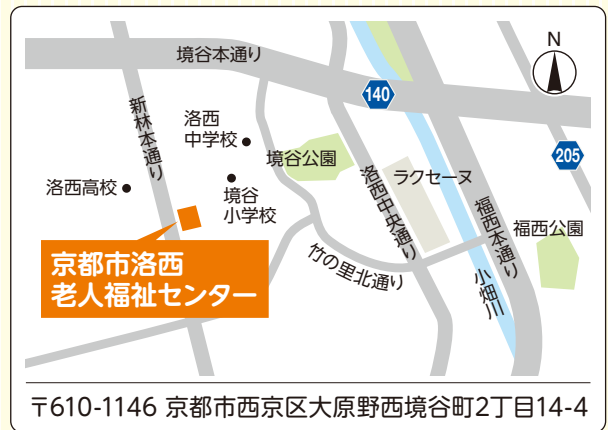 境谷本通り
N
140
新林本通り
洛西
中学校
境谷公園
ラクセーヌ
205
洛西高校
境谷
小学校
洛西中央通り
福西本通り
福西公園
京都市洛西
老人福祉センター
竹の里北通り
小畑川
〒610-1146 京都市西京区大原野西境谷町2丁目14-4